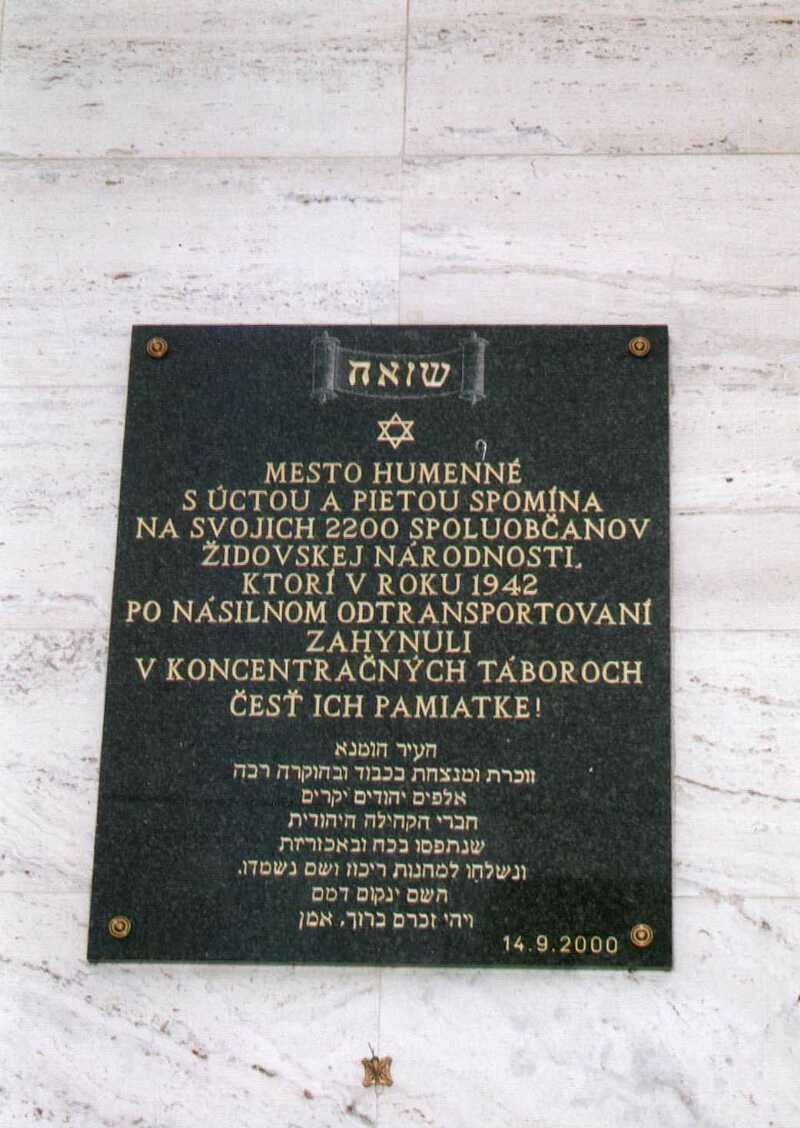 שואה
MESTO HUMENNÉ
S ÚCTOU A PIETOU SPOMÍNA
NA SVOJICH 2200 SPOLUOBČANOV
ŽIDOVSKEJ NÁRODNOSTI,
KTORÍ V ROKU 1942
PO NÁSILNOM ODTRANSPORTOVANÍ
ZAHYNULI
V KONCENTRAČNÝCH TÁBOROCH
ČESŤ ICH PAMIATKE!
העיר הומנא
זוכרת ומנצחת בכבוד ובהוקרה רבה
אלפים יהודים יקרים
חברי הקהילה היהודית
שנתפסו בכח ובאכזריות
ונשלחו למחנות ריכוז ושם נשמדו.
השם ינקום דמם
ויהי זכרם ברוך, אמן
14.9.2000